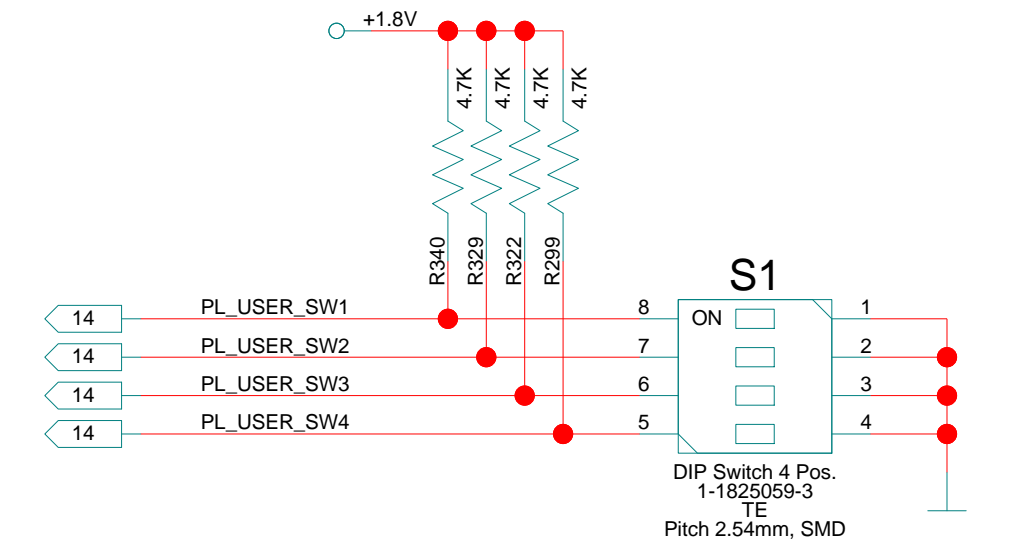 +1.8V
4.7K
4.7K
4.7K
4.7K
R340
R329
R322
R299
S1
14
PL_USER_SW1
8
ON
1
14
PL_USER_SW2
7
2
14
PL_USER_SW3
6
3
14
PL_USER_SW4
5
4
DIP Switch 4 Pos.
1-1825059-3
TE
Pitch 2.54mm, SMD